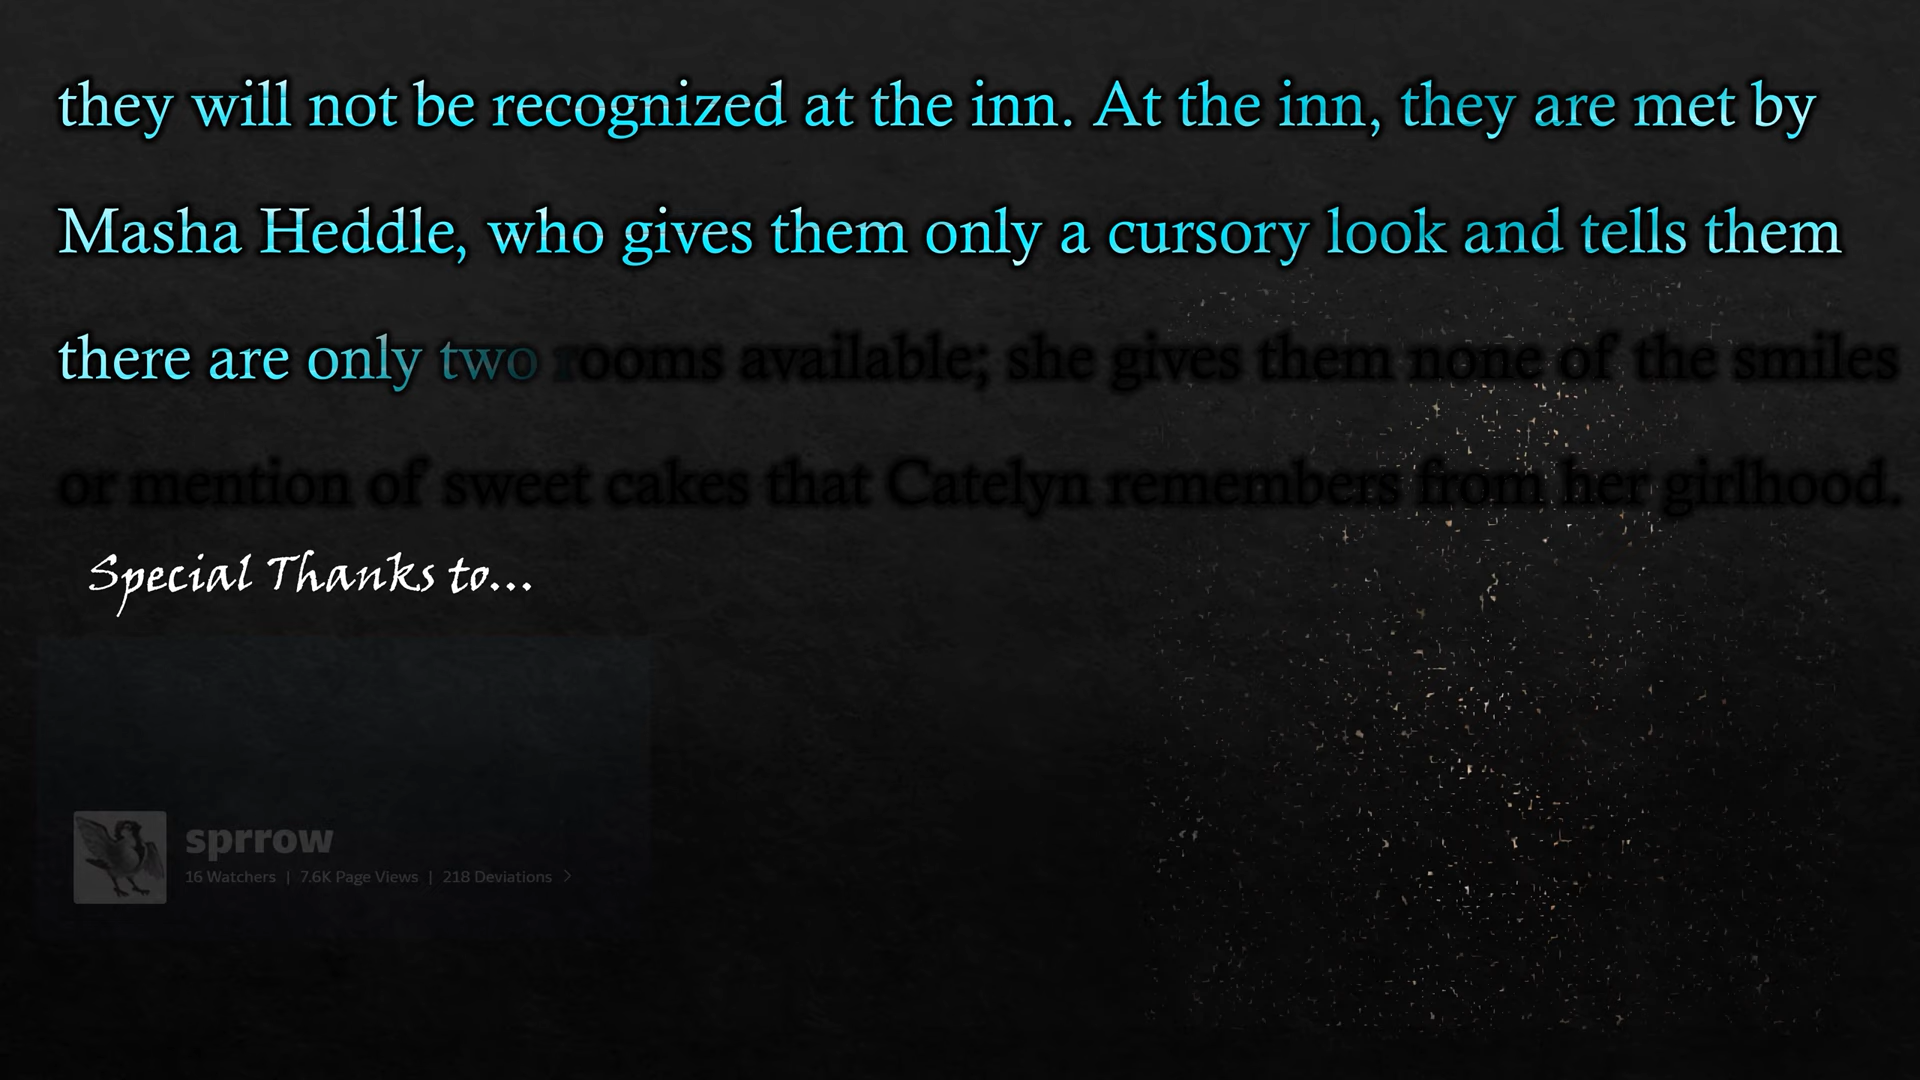 they will not be recognized at the inn. At the inn, they are met by
Masha Heddle, who gives them only a cursory look and tells them
there are only two rooms available; she gives them none of the smiles
or mention of sweet cakes that Catelyn remembers from her girlhood.
Special Thanks to...
sprrow
16 Watchers | 7.6K Page Views | 218 Deviations >